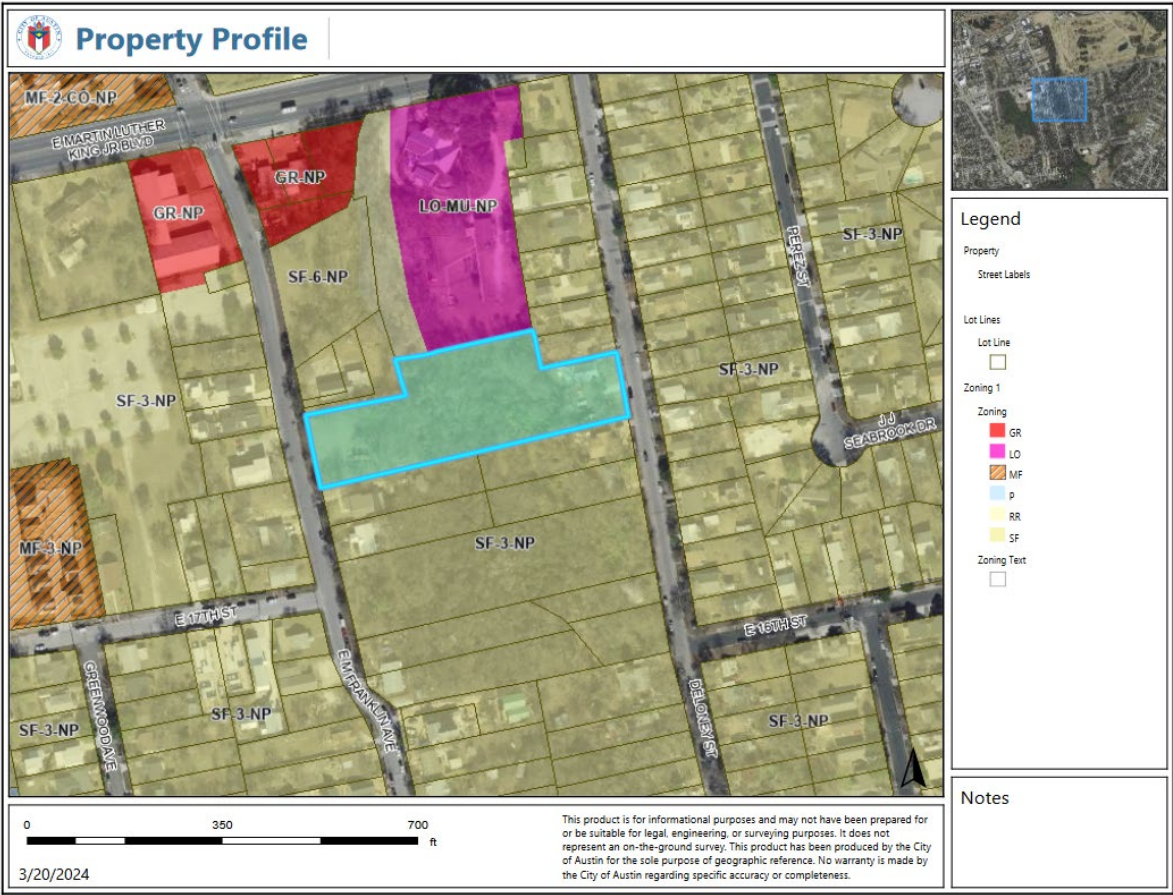 Property Profile
MF-2-CO-NP
E MARTIN LUTHER
KING JR BLVD
GR-NP
GR-NP
LO-MU-NP
SF-6-NP
PEREZ ST
SF-3-NP
SF-3-NP
SF-3-NP
J J
SEABROOK DR
MF-3-NP
SF-3-NP
E 17TH ST
E 16TH ST
GREENWOOD AVE
E M FRANKLIN AVE
DELONEY ST
SF-3-NP
SF-3-NP
SF-3-NP
Legend
Property
Street Labels
Lot Lines
Lot Line
Zoning 1
Zoning
GR
LO
MF
P
RR
SF
Zoning Text
Notes
0 350 700
ft
3/20/2024
This product is for informational purposes and may not have been prepared for
or be suitable for legal, engineering, or surveying purposes. It does not
represent an on-the-ground survey. This product has been produced by the City
of Austin for the sole purpose of geographic reference. No warranty is made by
the City of Austin regarding specific accuracy or completeness.